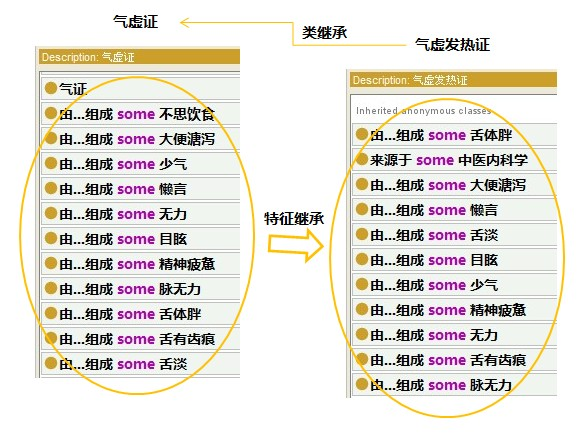 气虚证
类继承
气虚发热证
Description: 气虚证
气证
由...组成 some 不思饮食
由...组成 some 大便溏泻
由...组成 some 少气
由...组成 some 懒言
由...组成 some 无力
由...组成 some 目眩
由...组成 some 精神疲惫
由...组成 some 脉无力
由...组成 some 舌体胖
由...组成 some 舌有齿痕
由...组成 some 舌淡
特征继承
Description: 气虚发热证
Inherited anonymous classes
由...组成 some 舌体胖
来源于 some 中医内科学
由...组成 some 大便溏泻
由...组成 some 懒言
由...组成 some 舌淡
由...组成 some 目眩
由...组成 some 少气
由...组成 some 精神疲惫
由...组成 some 无力
由...组成 some 舌有齿痕
由...组成 some 脉无力